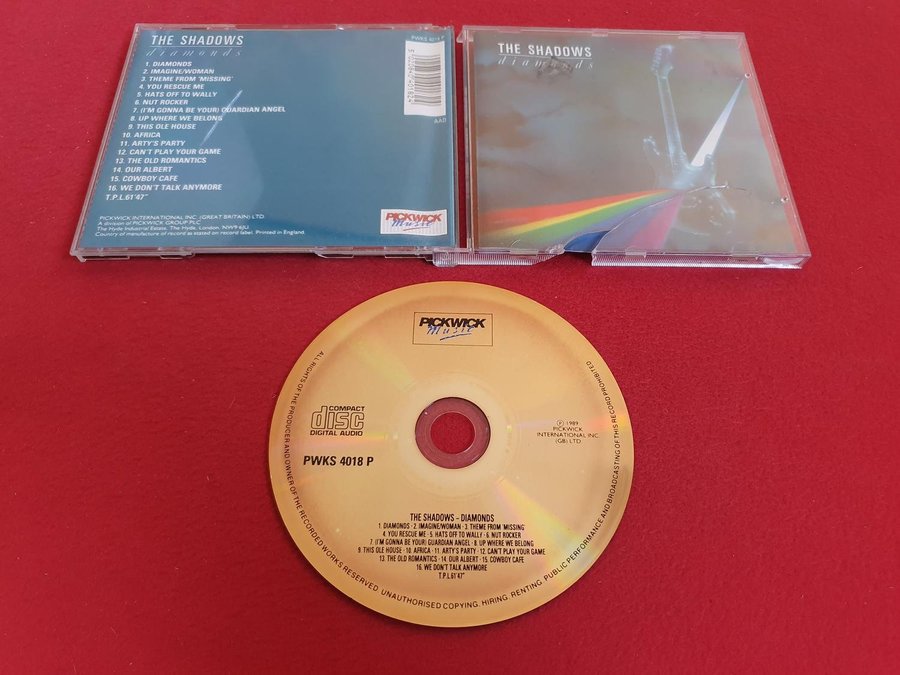 THE SHADOWS
diamonds
1. DIAMONDS
2. IMAGINE/WOMAN
3. THEME FROM 'MISSING'
4. YOU RESCUE ME
5. HATS OFF TO WALLY
6. NUT ROCKER
7. (I'M GONNA BE YOUR) GUARDIAN ANGEL
8. UP WHERE WE BELONG
9. THIS OLE HOUSE
10. AFRICA
11. ARTY'S PARTY
12. CAN'T PLAY YOUR GAME
13. THE OLD ROMANTICS
14. OUR ALBERT
15. COWBOY CAFE
16. WE DON'T TALK ANYMORE
T.P.L.61'47"
PICKWICK INTERNATIONAL INC. (GREAT BRITAIN) LTD.
A division of PICKWICK GROUP PLC
The Hyde Industrial Estate, The Hyde, London, NW9 6JU
Country of manufacture as stated on record label. Printed in England.
PWKS 4018 P
AAD
PICKWICK
Music
THE SHADOWS
diamonds
PICKWICK
Music
COMPACT
disc
DIGITAL AUDIO
PWKS 4018 P
℗ 1989
PICKWICK
INTERNATIONAL INC.
(GB) LTD.
THE SHADOWS - DIAMONDS
1. DIAMONDS · 2. IMAGINE/WOMAN · 3. THEME FROM 'MISSING'
4. YOU RESCUE ME · 5. HATS OFF TO WALLY · 6. NUT ROCKER
7. (I'M GONNA BE YOUR) GUARDIAN ANGEL · 8. UP WHERE WE BELONG
9. THIS OLE HOUSE · 10. AFRICA · 11. ARTY'S PARTY · 12. CAN'T PLAY YOUR GAME
13. THE OLD ROMANTICS · 14. OUR ALBERT · 15. COWBOY CAFE
16. WE DON'T TALK ANYMORE
T.P.L.61'47"
ALL RIGHTS OF THE PRODUCER AND OWNER OF THE RECORDED WORKS RESERVED. UNAUTHORISED COPYING, HIRING, RENTING, PUBLIC PERFORMANCE AND BROADCASTING OF THIS RECORD PROHIBITED